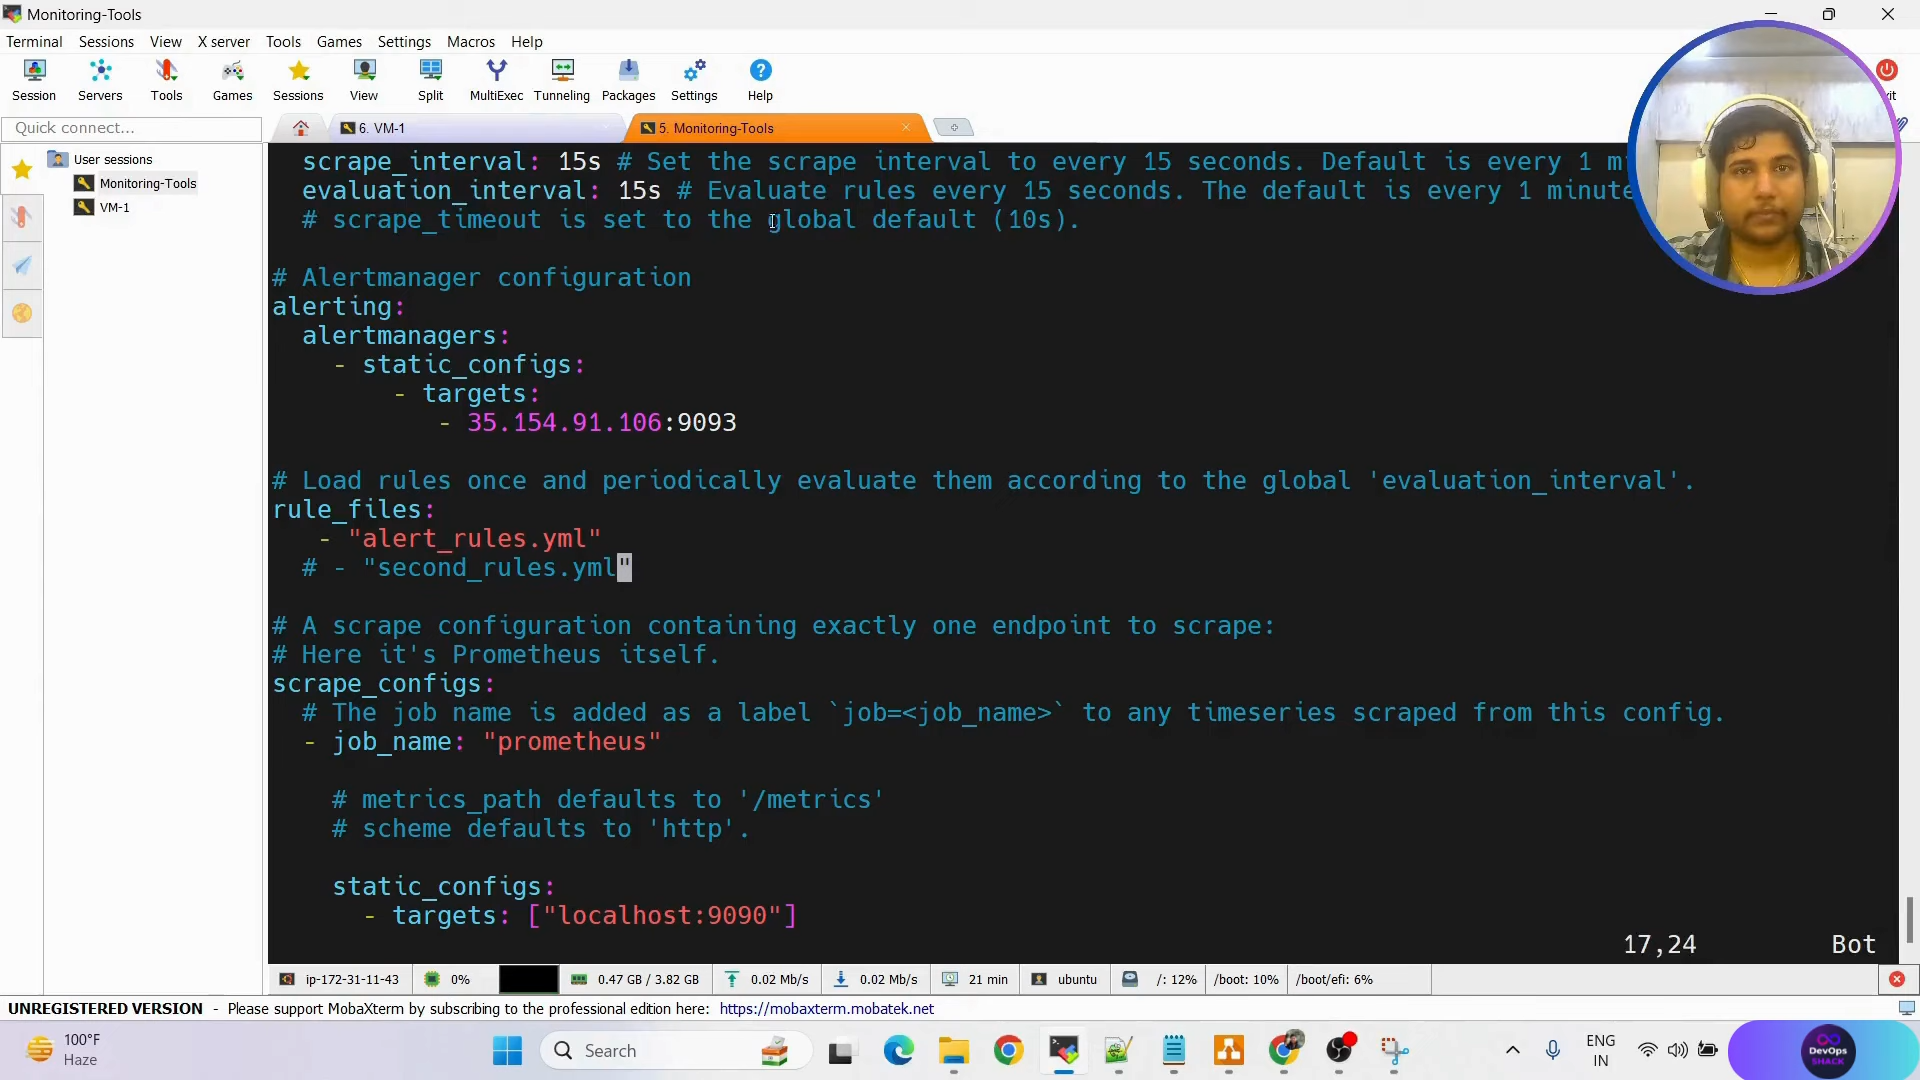 Monitoring-Tools
Terminal Sessions View X server Tools Games Settings Macros Help
Session Servers Tools Games Sessions View Split MultiExec Tunneling Packages Settings Help
Quick connect...
6. VM-1
5. Monitoring-Tools
User sessions
Monitoring-Tools
VM-1
scrape_interval: 15s # Set the scrape interval to every 15 seconds. Default is every 1
evaluation_interval: 15s # Evaluate rules every 15 seconds. The default is every 1 minute
# scrape_timeout is set to the global default (10s).
# Alertmanager configuration
alerting:
alertmanagers:
- static_configs:
- targets:
- 35.154.91.106:9093
# Load rules once and periodically evaluate them according to the global 'evaluation_interval'.
rule_files:
- "alert_rules.yml"
# - "second_rules.yml"
# A scrape configuration containing exactly one endpoint to scrape:
# Here it's Prometheus itself.
scrape_configs:
# The job name is added as a label `job=<job_name>` to any timeseries scraped from this config.
- job_name: "prometheus"
# metrics_path defaults to '/metrics'
# scheme defaults to 'http'.
static_configs:
- targets: ["localhost:9090"]
17,24 Bot
ip-172-31-11-43 0% 0.47 GB / 3.82 GB 0.02 Mb/s 0.02 Mb/s 21 min ubuntu /: 12% /boot: 10% /boot/efi: 6%
UNREGISTERED VERSION - Please support MobaXterm by subscribing to the professional edition here: https://mobaxterm.mobatek.net
100°F
Haze
Search
ENG
IN
DevOps
SHACK